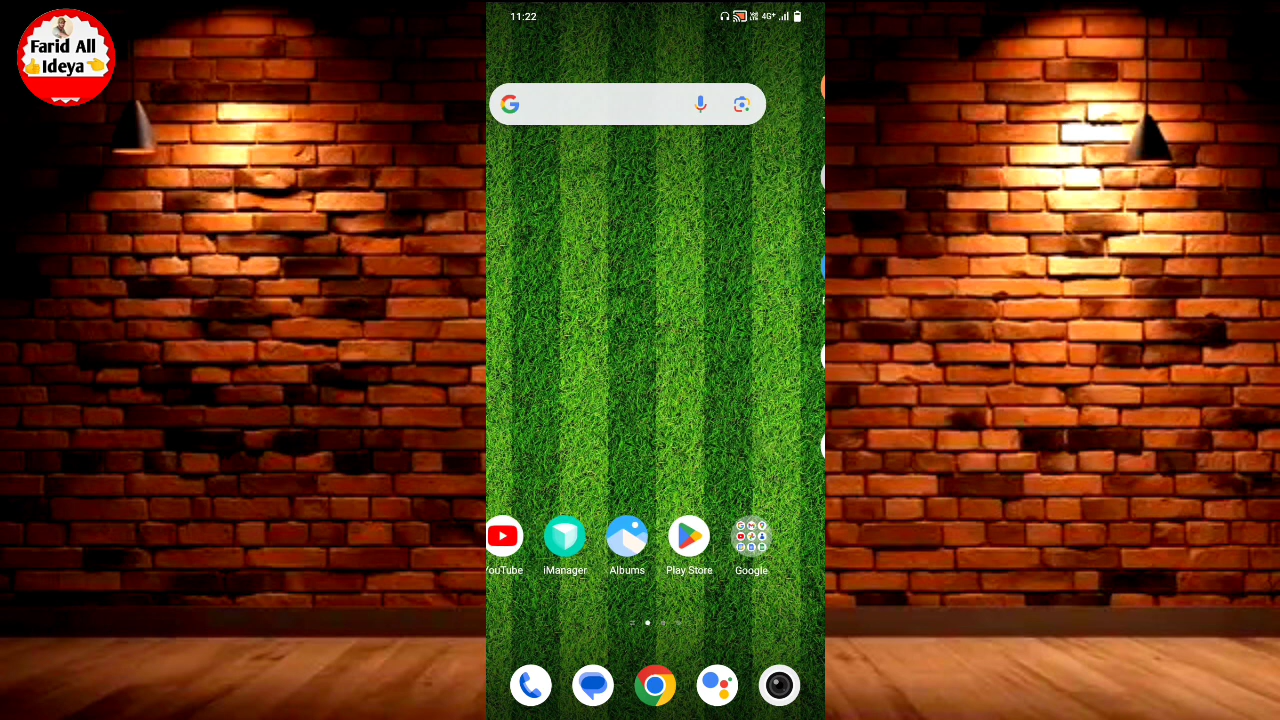 Farid All
Ideya
11:22
4G+
YouTube
iManager
Albums
Play Store
Google